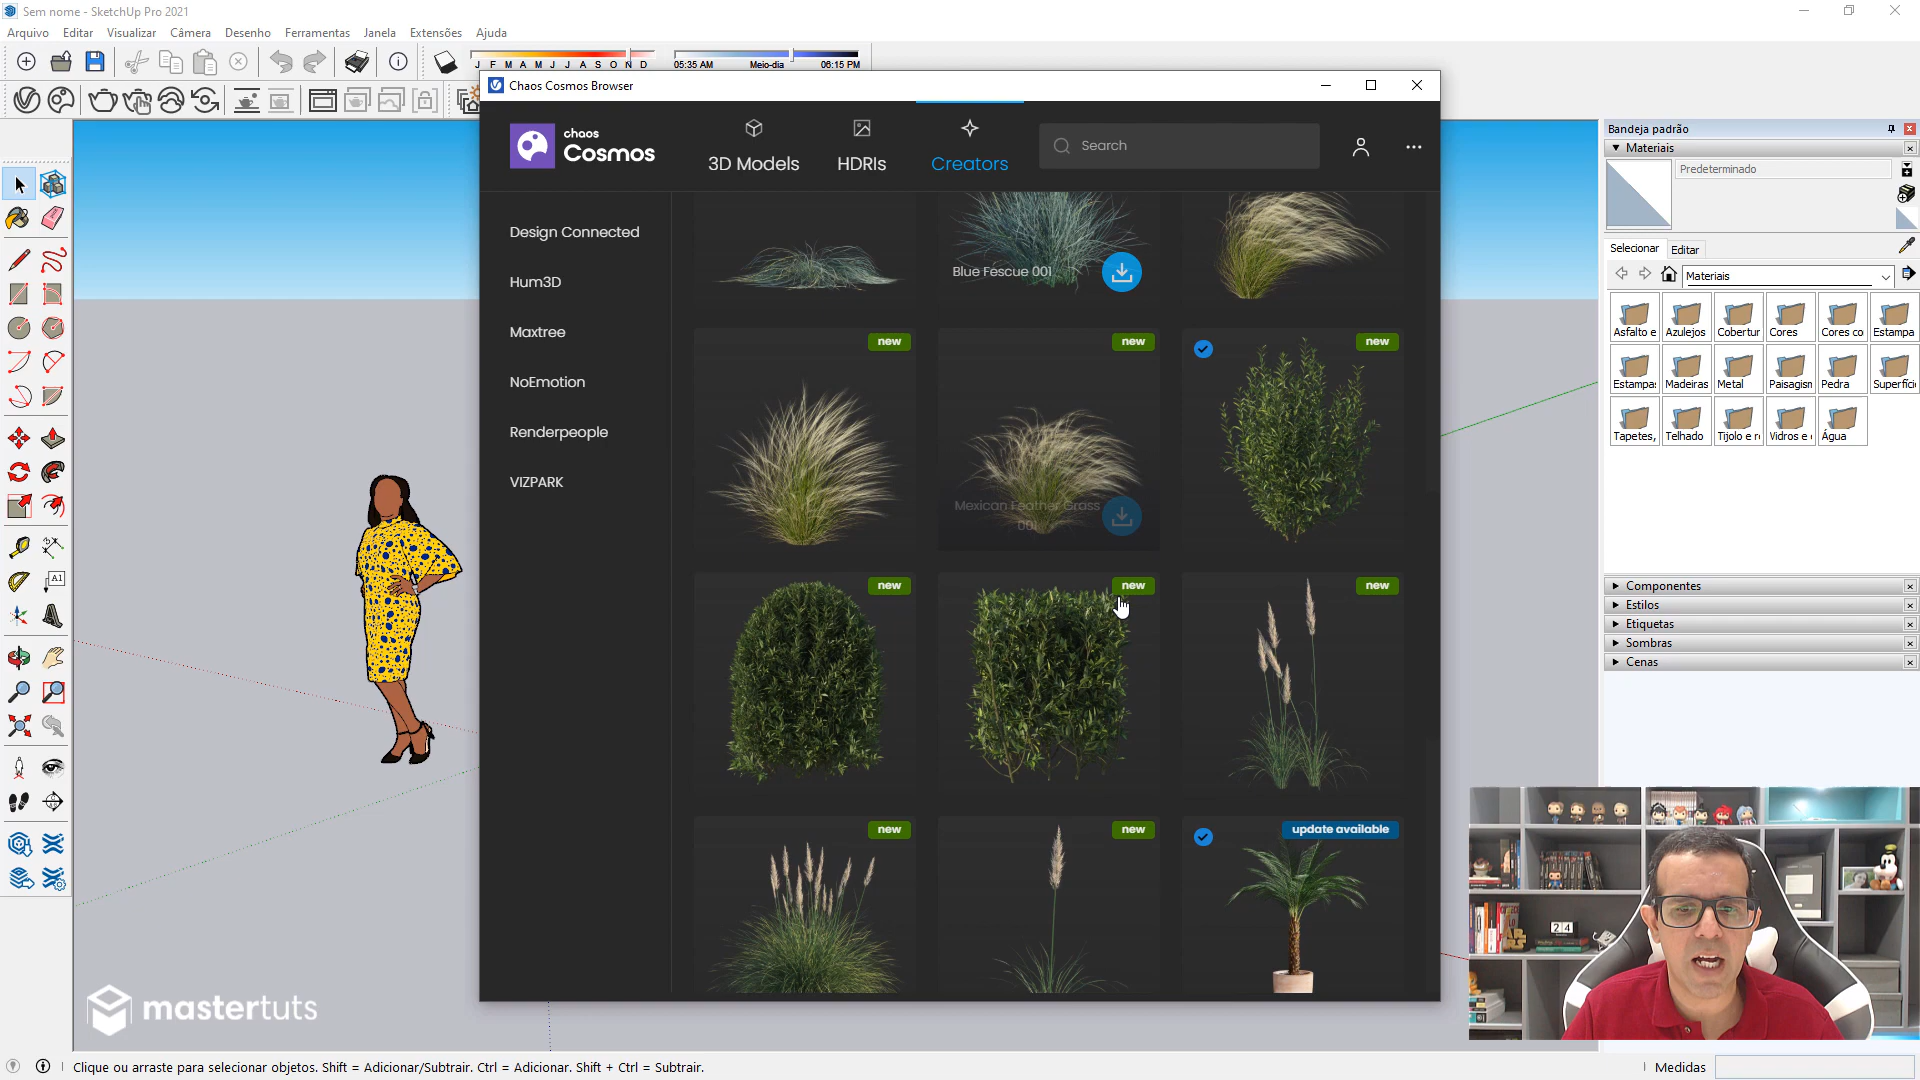 Sem nome - SketchUp Pro 2021
Arquivo Editar Visualizar Câmera Desenho Ferramentas Janela Extensões Ajuda
J F M A M J J A S O N D
05:35 AM Meio-dia 06:15 PM
Chaos Cosmos Browser
chaos
Cosmos
3D Models
HDRIs
Creators
Search
Design Connected
Hum3D
Maxtree
NoEmotion
Renderpeople
VIZPARK
Blue Fescue 001
new
new
new
Mexican Feather Grass
001
new
new
new
new
new
update available
Bandeja padrão
Materiais
Predeterminado
Selecionar Editar
Materiais
Asfalto e Azulejos Cobertur Cores Cores co Estampa
Estampas Madeiras Metal Paisagism Pedra Superfíci
Tapetes, Telhado Tijolo e r Vidros e Água
Componentes
Estilos
Etiquetas
Sombras
Cenas
A1
24
mastertuts
Clique ou arraste para selecionar objetos. Shift = Adicionar/Subtrair. Ctrl = Adicionar. Shift + Ctrl = Subtrair.
Medidas